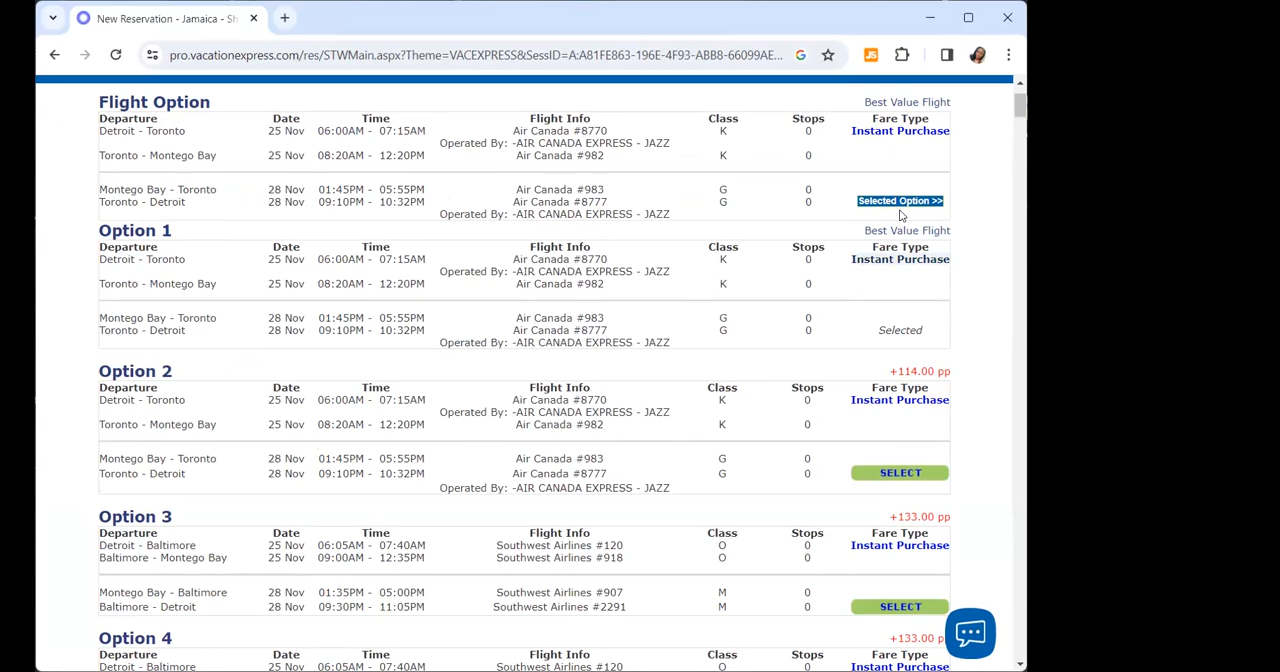 New Reservation - Jamaica - Sh
pro.vacationexpress.com/res/STWMain.aspx?Theme=VACEXPRESS&SessID=A:A81FE863-196E-4F93-ABB8-66099AE...
JS
Flight Option Best Value Flight
Departure Date Time Flight Info Class Stops Fare Type
Detroit - Toronto 25 Nov 06:00AM - 07:15AM Air Canada #8770 K 0 Instant Purchase
Operated By: -AIR CANADA EXPRESS - JAZZ
Toronto - Montego Bay 25 Nov 08:20AM - 12:20PM Air Canada #982 K 0
Montego Bay - Toronto 28 Nov 01:45PM - 05:55PM Air Canada #983 G 0
Toronto - Detroit 28 Nov 09:10PM - 10:32PM Air Canada #8777 G 0 Selected Option >>
Operated By: -AIR CANADA EXPRESS - JAZZ
Option 1 Best Value Flight
Departure Date Time Flight Info Class Stops Fare Type
Detroit - Toronto 25 Nov 06:00AM - 07:15AM Air Canada #8770 K 0 Instant Purchase
Operated By: -AIR CANADA EXPRESS - JAZZ
Toronto - Montego Bay 25 Nov 08:20AM - 12:20PM Air Canada #982 K 0
Montego Bay - Toronto 28 Nov 01:45PM - 05:55PM Air Canada #983 G 0
Toronto - Detroit 28 Nov 09:10PM - 10:32PM Air Canada #8777 G 0 Selected
Operated By: -AIR CANADA EXPRESS - JAZZ
Option 2 +114.00 pp
Departure Date Time Flight Info Class Stops Fare Type
Detroit - Toronto 25 Nov 06:00AM - 07:15AM Air Canada #8770 K 0 Instant Purchase
Operated By: -AIR CANADA EXPRESS - JAZZ
Toronto - Montego Bay 25 Nov 08:20AM - 12:20PM Air Canada #982 K 0
Montego Bay - Toronto 28 Nov 01:45PM - 05:55PM Air Canada #983 G 0
Toronto - Detroit 28 Nov 09:10PM - 10:32PM Air Canada #8777 G 0 SELECT
Operated By: -AIR CANADA EXPRESS - JAZZ
Option 3 +133.00 pp
Departure Date Time Flight Info Class Stops Fare Type
Detroit - Baltimore 25 Nov 06:05AM - 07:40AM Southwest Airlines #120 O 0 Instant Purchase
Baltimore - Montego Bay 25 Nov 09:00AM - 12:35PM Southwest Airlines #918 O 0
Montego Bay - Baltimore 28 Nov 01:35PM - 05:00PM Southwest Airlines #907 M 0
Baltimore - Detroit 28 Nov 09:30PM - 11:05PM Southwest Airlines #2291 M 0 SELECT
Option 4 +133.00 p
Departure Date Time Flight Info Class Stops Fare Type
Detroit - Baltimore 25 Nov 06:05AM - 07:40AM Southwest Airlines #120 O 0 Instant Purchase